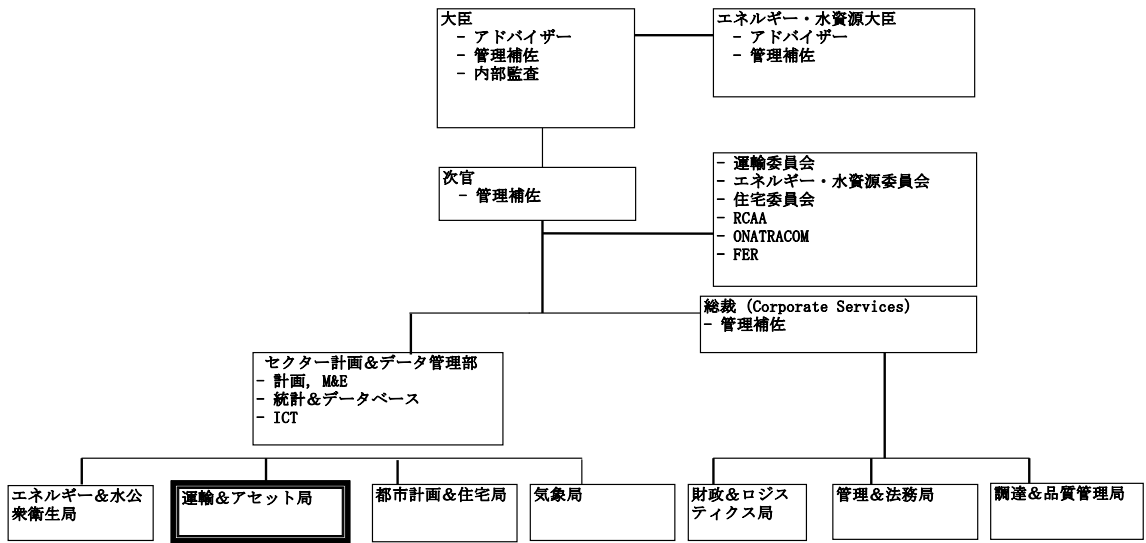 大臣
- アドバイザー
- 管理補佐
- 内部監査
エネルギー・水資源大臣
- アドバイザー
- 管理補佐
次官
- 管理補佐
- 運輸委員会
- エネルギー・水資源委員会
- 住宅委員会
- RCAA
- ONATRACOM
- FER
総裁 (Corporate Services)
- 管理補佐
セクター計画＆データ管理部
- 計画, M&E
- 統計＆データベース
- ICT
エネルギー＆水公
衆衛生局
運輸＆アセット局
都市計画＆住宅局
気象局
財政＆ロジス
ティクス局
管理＆法務局
調達＆品質管理局